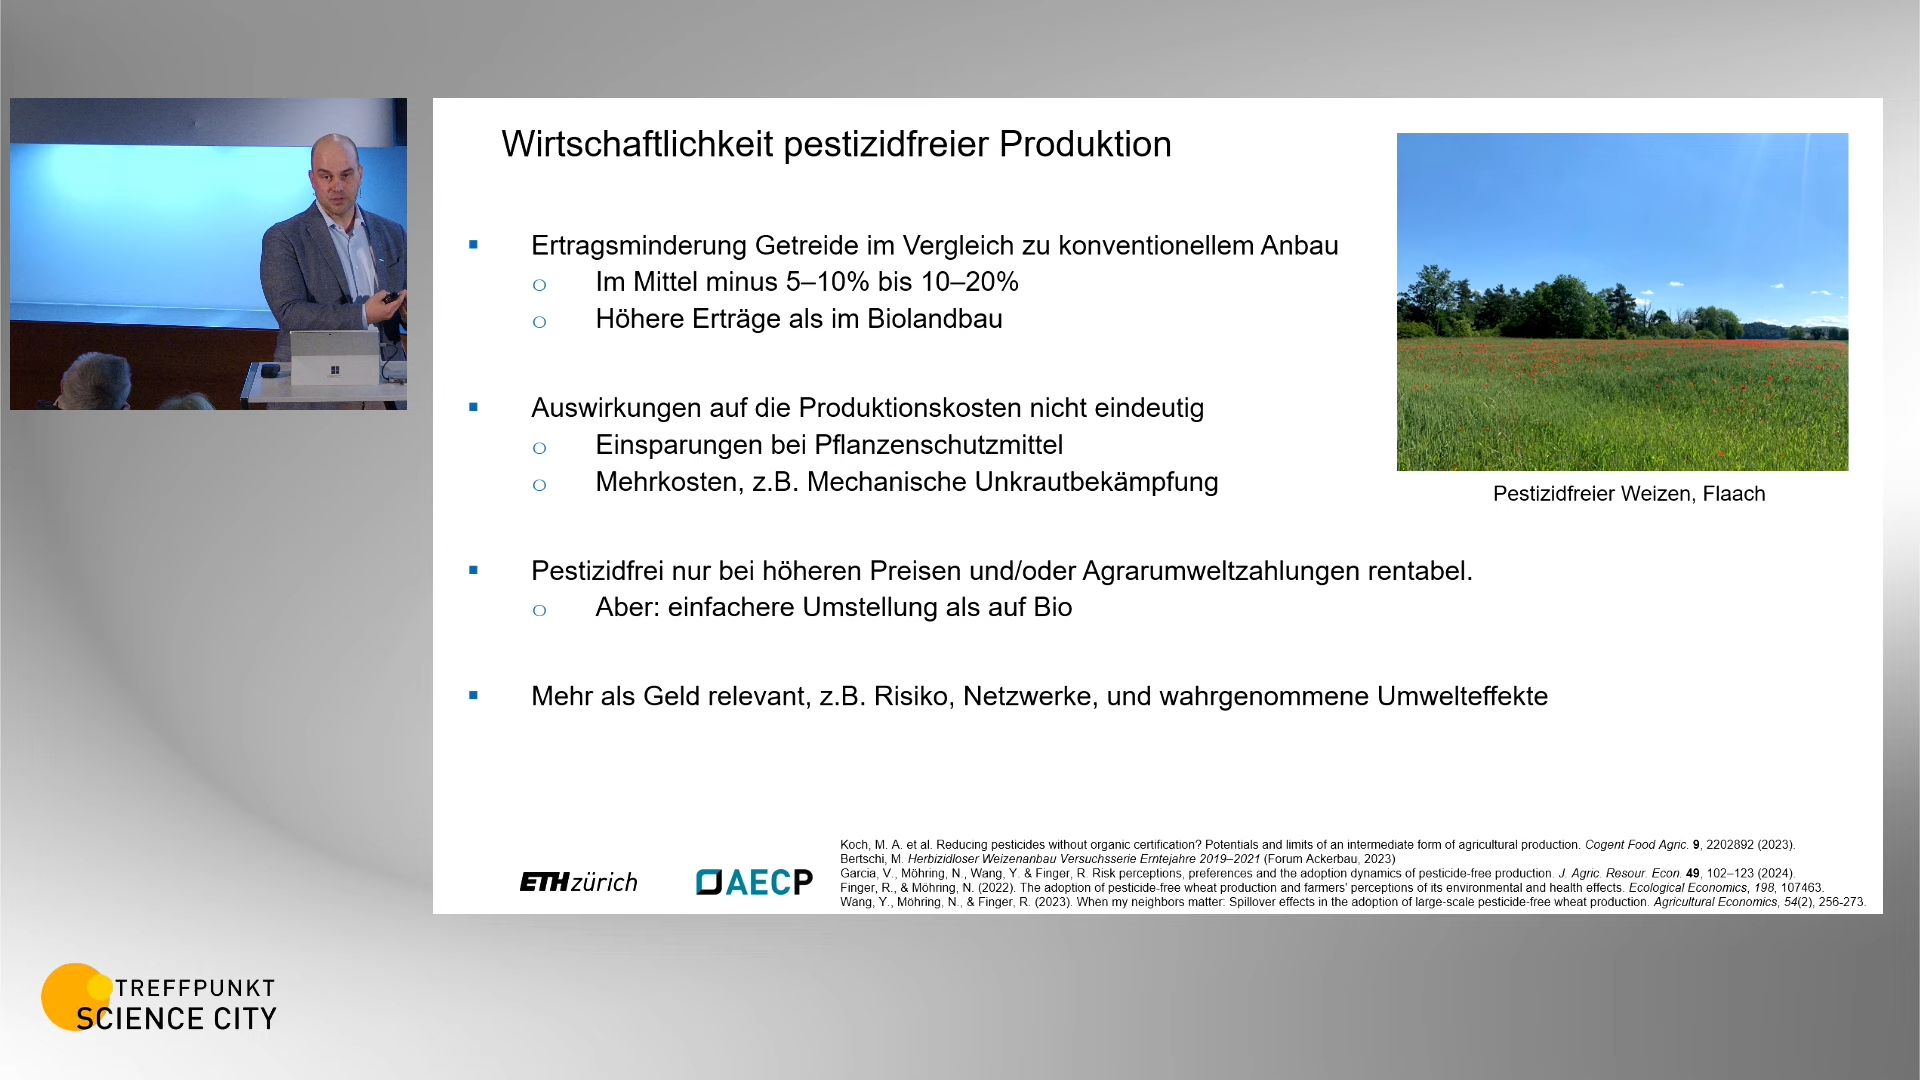 Wirtschaftlichkeit pestizidfreier Produktion
Ertragsminderung Getreide im Vergleich zu konventionellem Anbau
Im Mittel minus 5–10% bis 10–20%
Höhere Erträge als im Biolandbau
Auswirkungen auf die Produktionskosten nicht eindeutig
Einsparungen bei Pflanzenschutzmittel
Mehrkosten, z.B. Mechanische Unkrautbekämpfung
Pestizidfreier Weizen, Flaach
Pestizidfrei nur bei höheren Preisen und/oder Agrarumweltzahlungen rentabel.
Aber: einfachere Umstellung als auf Bio
Mehr als Geld relevant, z.B. Risiko, Netzwerke, und wahrgenommene Umwelteffekte
ETH zürich
AECP
Koch, M. A. et al. Reducing pesticides without organic certification? Potentials and limits of an intermediate form of agricultural production. Cogent Food Agric. 9, 2202892 (2023).
Bertschi, M. Herbizidloser Weizenanbau Versuchsserie Erntejahre 2019–2021 (Forum Ackerbau, 2023)
Garcia, V., Möhring, N., Wang, Y. & Finger, R. Risk perceptions, preferences and the adoption dynamics of pesticide-free production. J. Agric. Resour. Econ. 49, 102–123 (2024).
Finger, R., & Möhring, N. (2022). The adoption of pesticide-free wheat production and farmers' perceptions of its environmental and health effects. Ecological Economics, 198, 107463.
Wang, Y., Möhring, N., & Finger, R. (2023). When my neighbors matter: Spillover effects in the adoption of large-scale pesticide-free wheat production. Agricultural Economics, 54(2), 256-273.
TREFFPUNKT
SCIENCE CITY